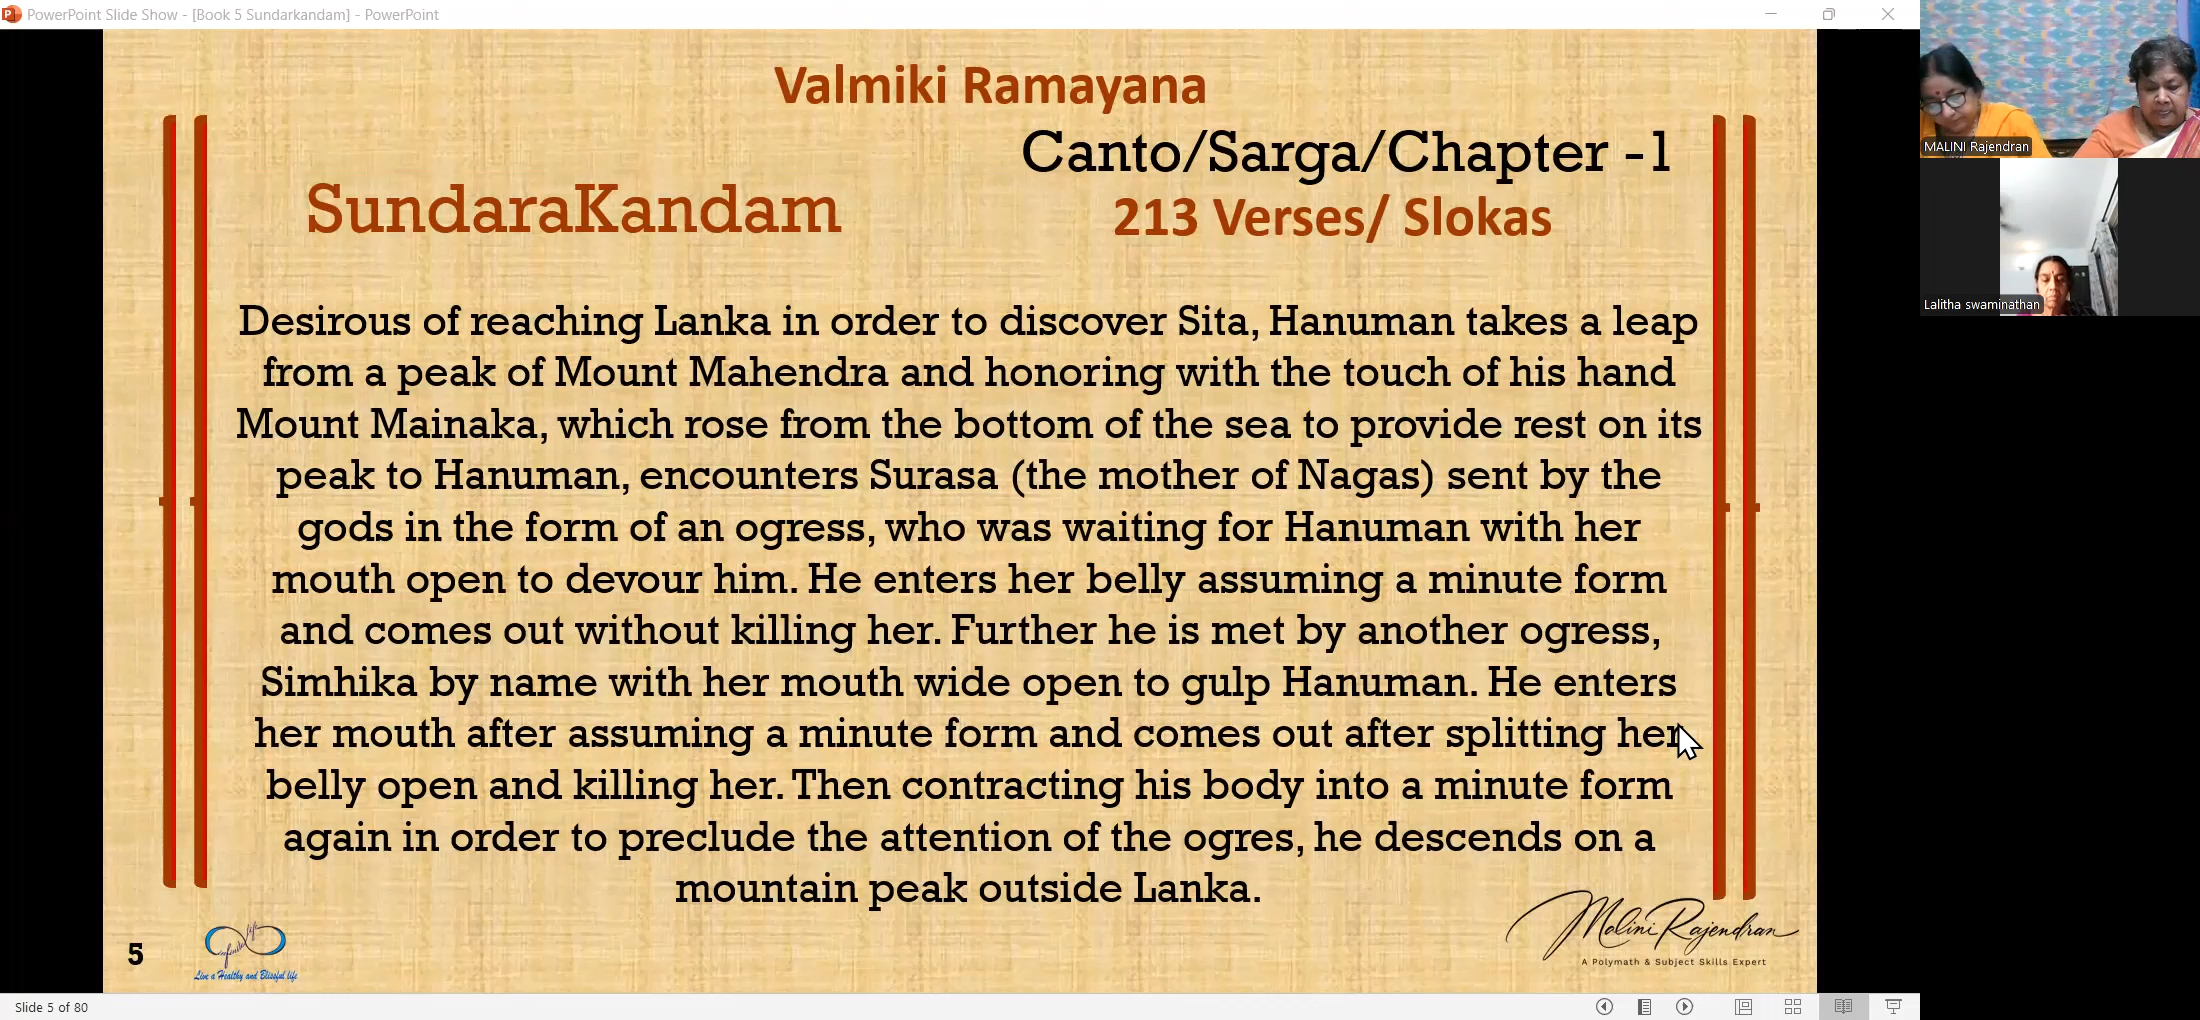 PowerPoint Slide Show - [Book 5 Sundarkandam] - PowerPoint
Valmiki Ramayana
Canto/Sarga/Chapter -1
SundaraKandam
213 Verses/ Slokas
Desirous of reaching Lanka in order to discover Sita, Hanuman takes a leap
from a peak of Mount Mahendra and honoring with the touch of his hand
Mount Mainaka, which rose from the bottom of the sea to provide rest on its
peak to Hanuman, encounters Surasa (the mother of Nagas) sent by the
gods in the form of an ogress, who was waiting for Hanuman with her
mouth open to devour him. He enters her belly assuming a minute form
and comes out without killing her. Further he is met by another ogress,
Simhika by name with her mouth wide open to gulp Hanuman. He enters
her mouth after assuming a minute form and comes out after splitting her
belly open and killing her. Then contracting his body into a minute form
again in order to preclude the attention of the ogres, he descends on a
mountain peak outside Lanka.
5
infinite life
Live a Healthy and Blissful life
Malini Rajendran
A Polymath & Subject Skills Expert
Slide 5 of 80
MALINI Rajendran
Lalitha swaminathan